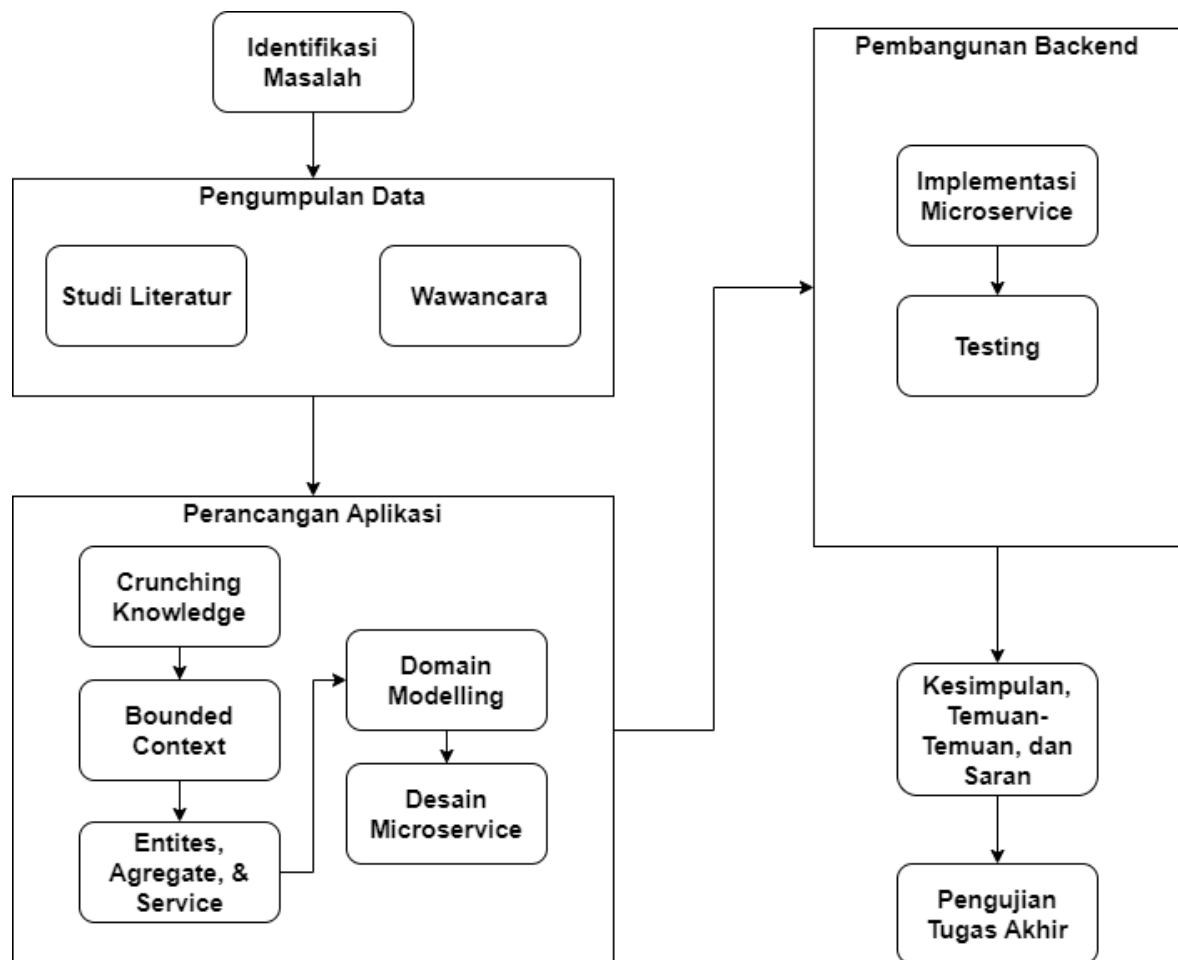 Identifikasi
Masalah
Pengumpulan Data
Studi Literatur
Wawancara
Perancangan Aplikasi
Crunching
Knowledge
Bounded
Context
Entites,
Agregate, &
Service
Domain
Modelling
Desain
Microservice
Pembangunan Backend
Implementasi
Microservice
Testing
Kesimpulan,
Temuan-
Temuan, dan
Saran
Pengujian
Tugas Akhir